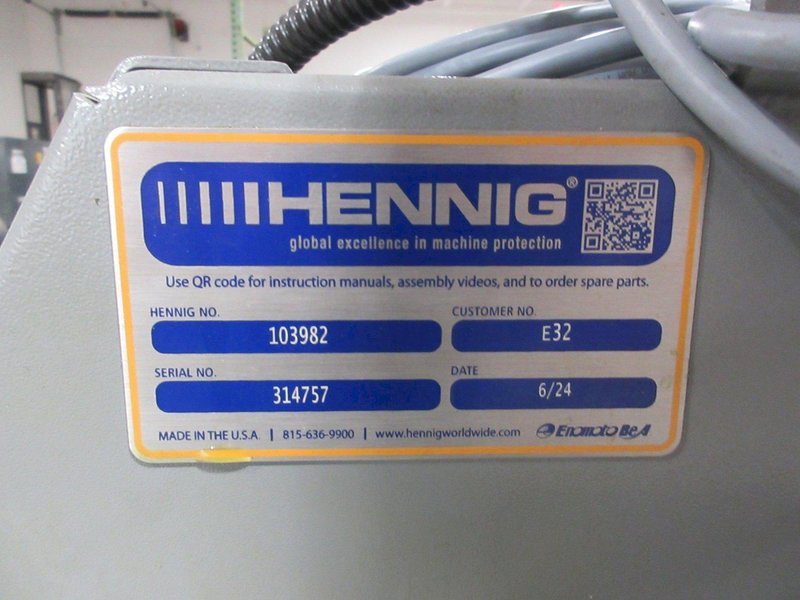 HENNIG®
global excellence in machine protection
Use QR code for instruction manuals, assembly videos, and to order spare parts.
HENNIG NO. CUSTOMER NO.
103982 E32
SERIAL NO. DATE
314757 6/24
MADE IN THE U.S.A. | 815-636-9900 | www.hennigworldwide.com Enomoto BeA